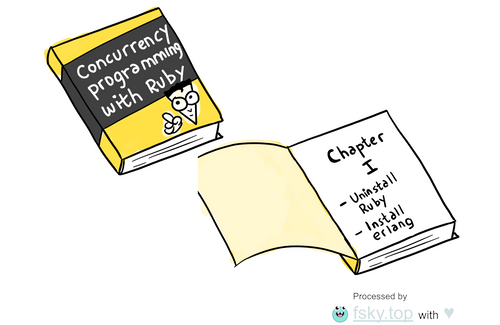 Concurrency
programming
with Ruby
Chapter
I
- Uninstall
Ruby
- Install
erlang
Processed by
fsky.top with ♥